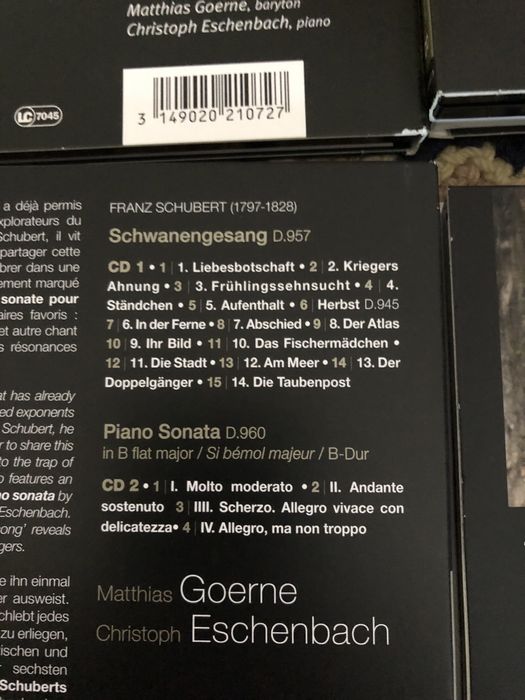 Matthias Goerne, baryton
Christoph Eschenbach, piano
LC 7045
3 149020 210727
a déjà permis
xplorateurs du
Schubert, il vit
partager cette
brer dans une
ement marqué
sonate pour
aires favoris :
et autre chant
s résonances
at has already
ed exponents
Schubert, he
r to share this
to the trap of
o features an
no sonata by
Eschenbach.
ong' reveals
gers.
e ihn einmal
er ausweist.
chlebt jedes
zu erliegen,
ischen und
r sechsten
Schuberts
FRANZ SCHUBERT (1797-1828)
Schwanengesang D.957
CD 1 • 1 | 1. Liebesbotschaft • 2 | 2. Kriegers
Ahnung • 3 | 3. Frühlingssehnsucht • 4 | 4.
Ständchen • 5 | 5. Aufenthalt • 6 | Herbst D.945
7 | 6. In der Ferne • 8 | 7. Abschied • 9 | 8. Der Atlas
10 | 9. Ihr Bild • 11 | 10. Das Fischermädchen •
12 | 11. Die Stadt • 13 | 12. Am Meer • 14 | 13. Der
Doppelgänger • 15 | 14. Die Taubenpost
Piano Sonata D.960
in B flat major / Si bémol majeur / B-Dur
CD 2 • 1 | I. Molto moderato • 2 | II. Andante
sostenuto 3 | IIII. Scherzo. Allegro vivace con
delicatezza• 4 | IV. Allegro, ma non troppo
Matthias Goerne
Christoph Eschenbach